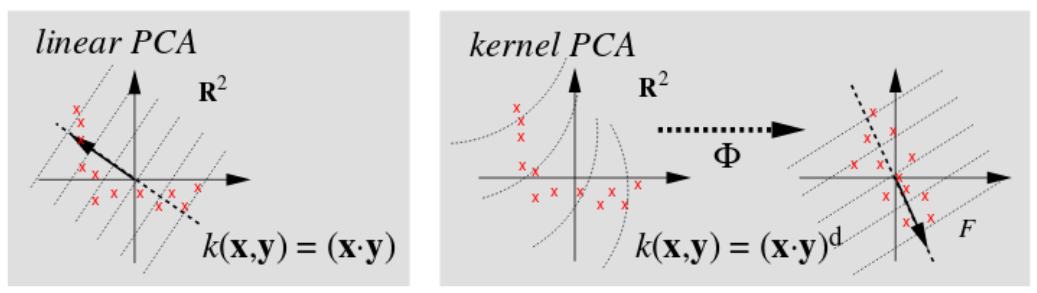 linear PCA
R²
k(x,y) = (x·y)
kernel PCA
R²
Φ
k(x,y) = (x·y)ᵈ
F